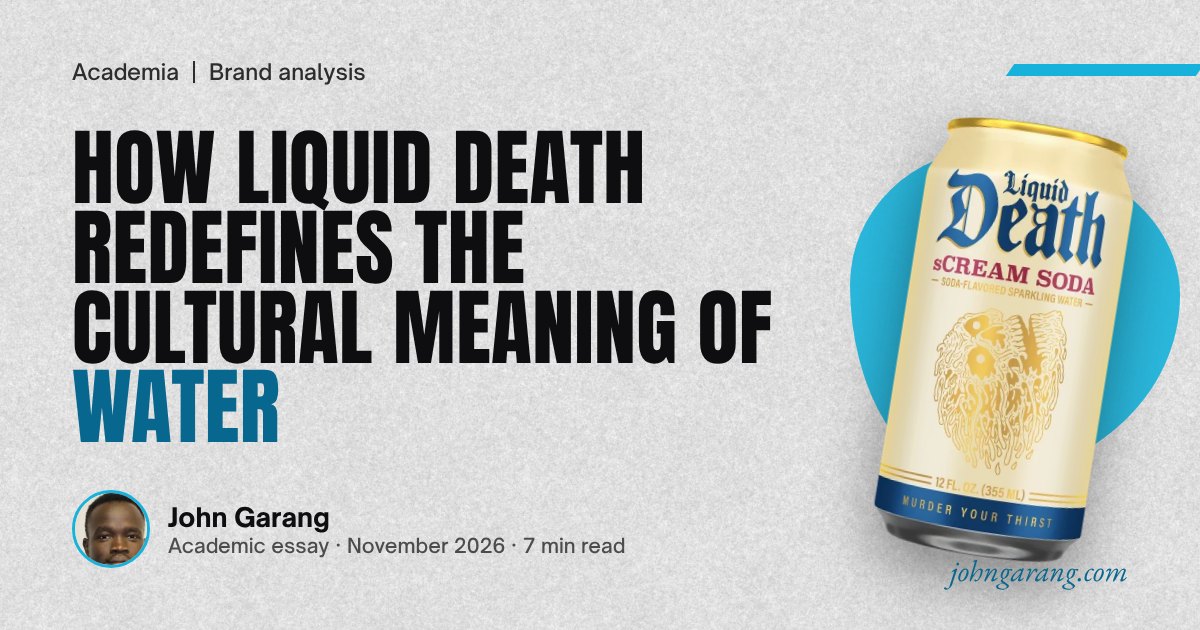 Academia | Brand analysis
HOW LIQUID DEATH
REDEFINES THE
CULTURAL MEANING OF
WATER
John Garang
Academic essay · November 2026 · 7 min read
Liquid
Death
sCREAM SODA
SODA-FLAVORED SPARKLING WATER
12 FL. OZ. (355 ML)
MURDER YOUR THIRST
johngarang.com